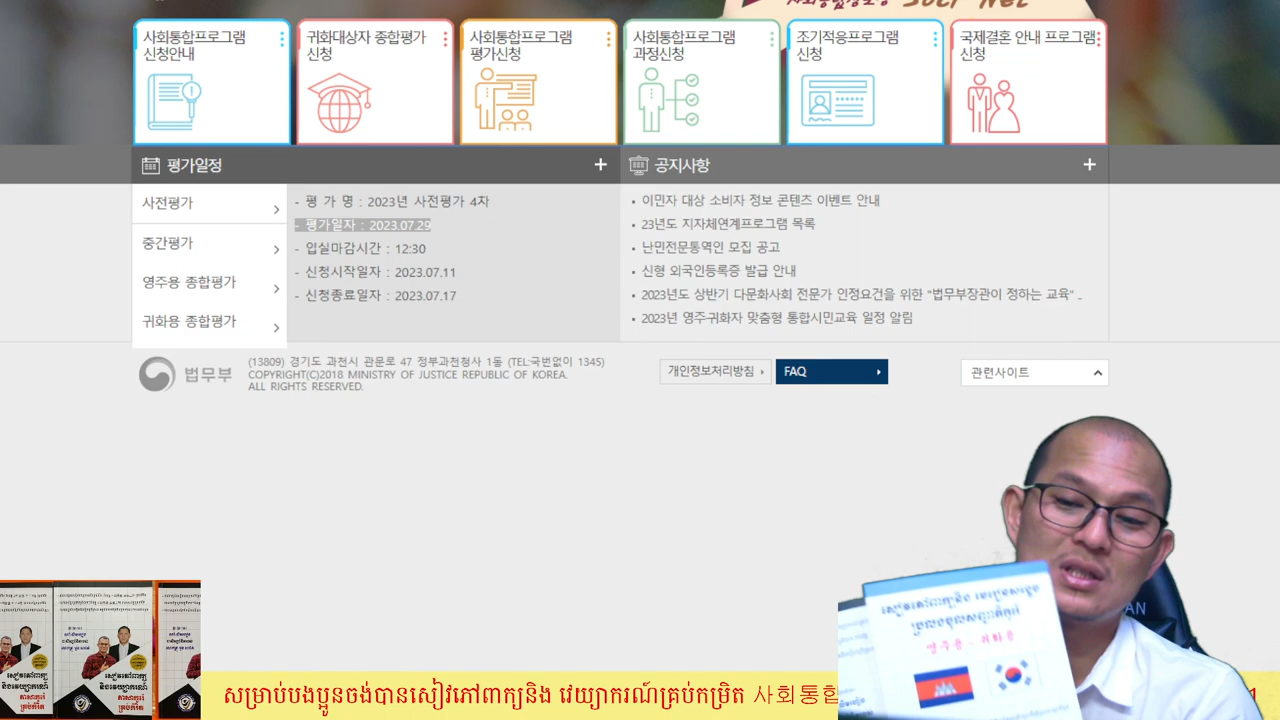 사회통합프로그램
신청안내
귀화대상자 종합평가
신청
사회통합프로그램
평가신청
사회통합프로그램
과정신청
조기적응프로그램
신청
국제결혼 안내 프로그램
신청
평가일정
+
공지사항
+
사전평가
중간평가
영주용 종합평가
귀화용 종합평가
- 평 가 명 : 2023년 사전평가 4차
- 평가일자 : 2023.07.29
- 입실마감시간 : 12:30
- 신청시작일자 : 2023.07.11
- 신청종료일자 : 2023.07.17
• 이민자 대상 소비자 정보 콘텐츠 이벤트 안내
• 23년도 지자체연계프로그램 목록
• 난민전문통역인 모집 공고
• 신형 외국인등록증 발급 안내
• 2023년도 상반기 다문화사회 전문가 인정요건을 위한 "법무부장관이 정하는 교육" ..
• 2023년 영주·귀화자 맞춤형 통합시민교육 일정 알림
법무부
(13809) 경기도 과천시 관문로 47 정부과천청사 1동 (TEL:국번없이 1345)
COPYRIGHT(C)2018 MINISTRY OF JUSTICE REPUBLIC OF KOREA.
ALL RIGHTS RESERVED.
개인정보처리방침
FAQ
관련사이트
영주용 - 귀화용
សម្រាប់បងប្អូនចង់បានសៀវភៅពាក្យនិង វេយ្យាករណ៍គ្រប់កម្រិត 사회통합
1